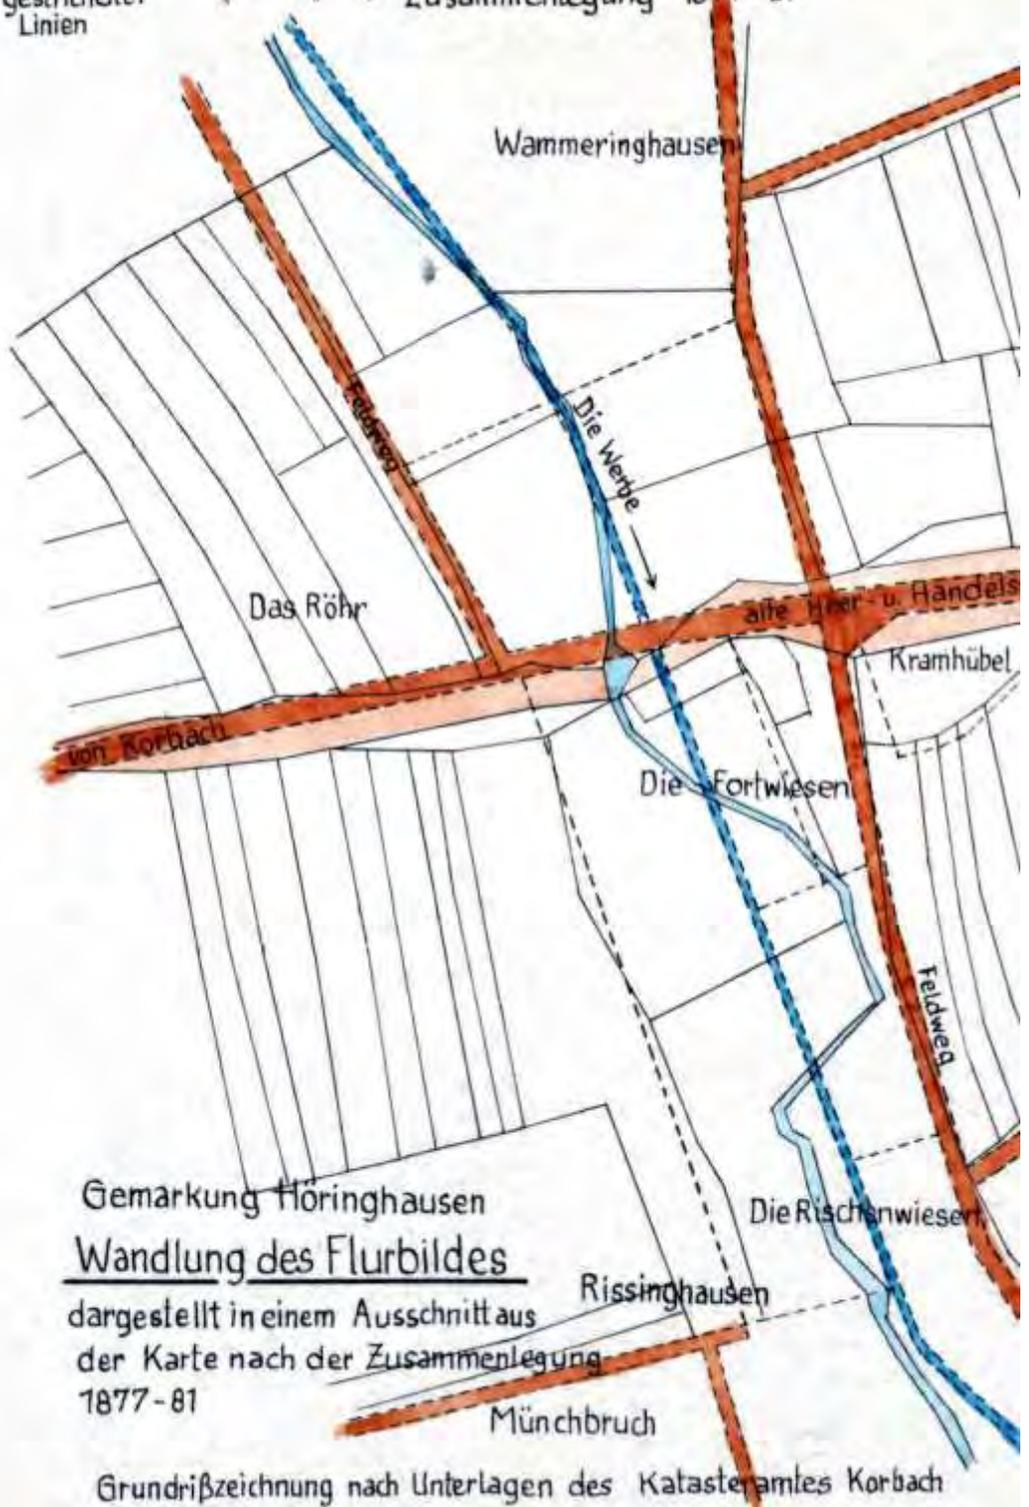 Linien
Zusammenlegung
Wammeringhausen
Feldweg
Die Werbe
Das Röhr
alte Heer- u. Handels
Kramhübel
von Korbach
Die Fortwiesen
Feldweg
Die Rischenwiesen
Gemarkung Höringhausen
Wandlung des Flurbildes
dargestellt in einem Ausschnitt aus
der Karte nach der Zusammenlegung
1877-81
Rissinghausen
Münchbruch
Grundrißzeichnung nach Unterlagen des Katasteramtes Korbach